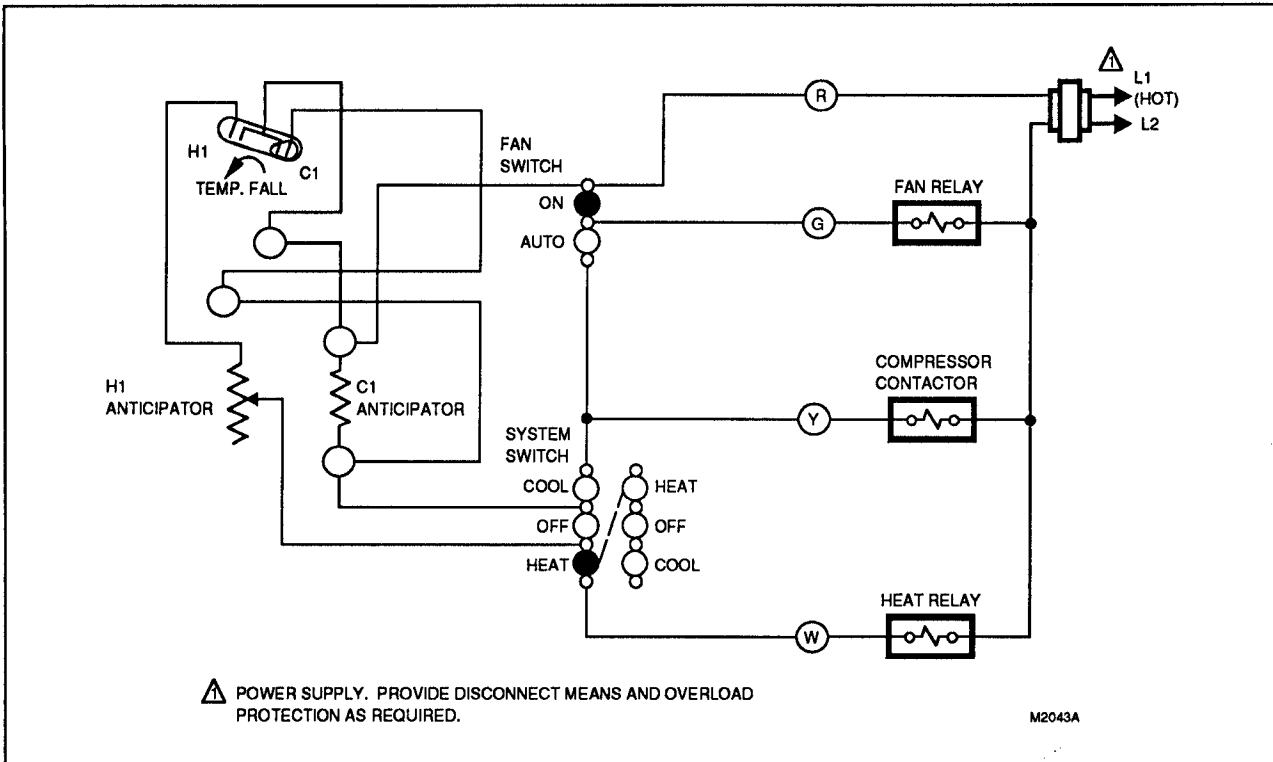 H1
C1
TEMP. FALL
FAN
SWITCH
ON
AUTO
R
1
L1
(HOT)
L2
FAN RELAY
G
H1
ANTICIPATOR
C1
ANTICIPATOR
COMPRESSOR
CONTACTOR
Y
SYSTEM
SWITCH
COOL
HEAT
OFF
OFF
HEAT
COOL
HEAT RELAY
W
1 POWER SUPPLY. PROVIDE DISCONNECT MEANS AND OVERLOAD
PROTECTION AS REQUIRED.
M2043A